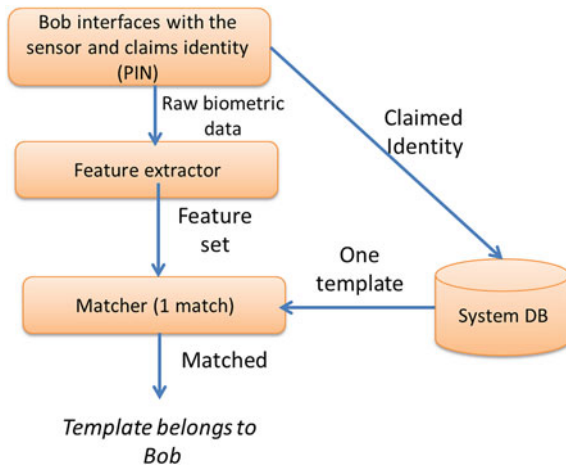 Bob interfaces with the
sensor and claims identity
(PIN)
Raw biometric
data
Claimed
Identity
Feature extractor
Feature
set
One
template
Matcher (1 match)
System DB
Matched
Template belongs to
Bob